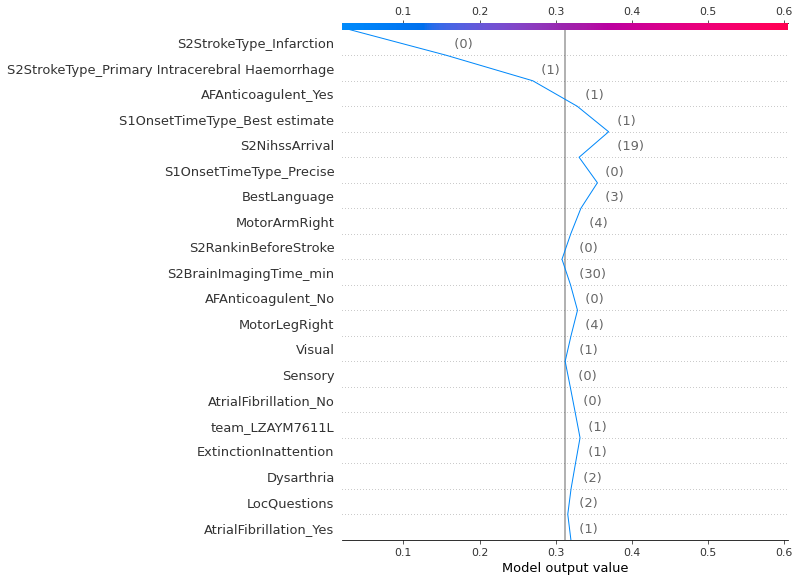 0.1 0.2 0.3 0.4 0.5 0.6
S2StrokeType_Infarction (0)
S2StrokeType_Primary Intracerebral Haemorrhage (1)
AFAnticoagulent_Yes (1)
S1OnsetTimeType_Best estimate (1)
S2NihssArrival (19)
S1OnsetTimeType_Precise (0)
BestLanguage (3)
MotorArmRight (4)
S2RankinBeforeStroke (0)
S2BrainImagingTime_min (30)
AFAnticoagulent_No (0)
MotorLegRight (4)
Visual (1)
Sensory (0)
AtrialFibrillation_No (0)
team_LZAYM7611L (1)
ExtinctionInattention (1)
Dysarthria (2)
LocQuestions (2)
AtrialFibrillation_Yes (1)
0.1 0.2 0.3 0.4 0.5 0.6
Model output value